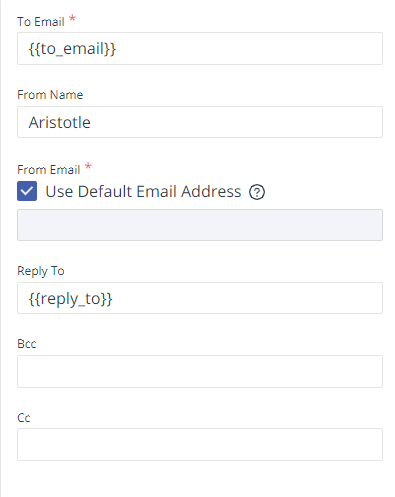 To Email *
{{to_email}}
From Name
Aristotle
From Email *
Use Default Email Address ?
Reply To
{{reply_to}}
Bcc
Cc